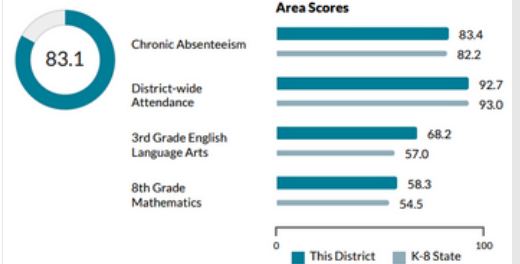 Area Scores
83.1
Chronic Absenteeism
83.4
82.2
District-wide
Attendance
92.7
93.0
3rd Grade English
Language Arts
68.2
57.0
8th Grade
Mathematics
58.3
54.5
0
100
This District
K-8 State